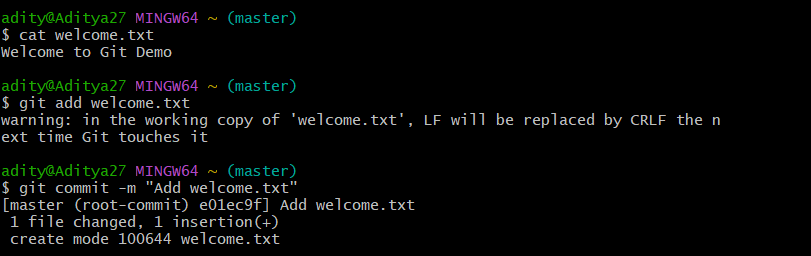 adity@Aditya27 MINGW64 ~ (master)
$ cat welcome.txt
Welcome to Git Demo
adity@Aditya27 MINGW64 ~ (master)
$ git add welcome.txt
warning: in the working copy of 'welcome.txt', LF will be replaced by CRLF the n
ext time Git touches it
adity@Aditya27 MINGW64 ~ (master)
$ git commit -m "Add welcome.txt"
[master (root-commit) e01ec9f] Add welcome.txt
 1 file changed, 1 insertion(+)
 create mode 100644 welcome.txt